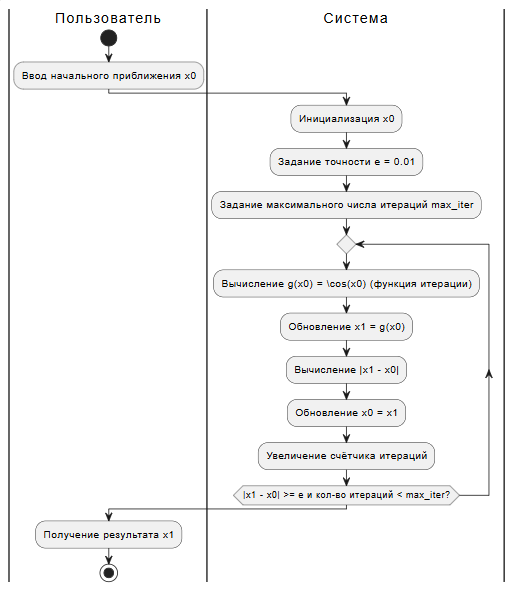 Пользователь
Система
Ввод начального приближения x0
Инициализация x0
Задание точности e = 0.01
Задание максимального числа итераций max_iter
Вычисление g(x0) = \cos(x0) (функция итерации)
Обновление x1 = g(x0)
Вычисление |x1 - x0|
Обновление x0 = x1
Увеличение счётчика итераций
|x1 - x0| >= e и кол-во итераций < max_iter?
Получение результата x1